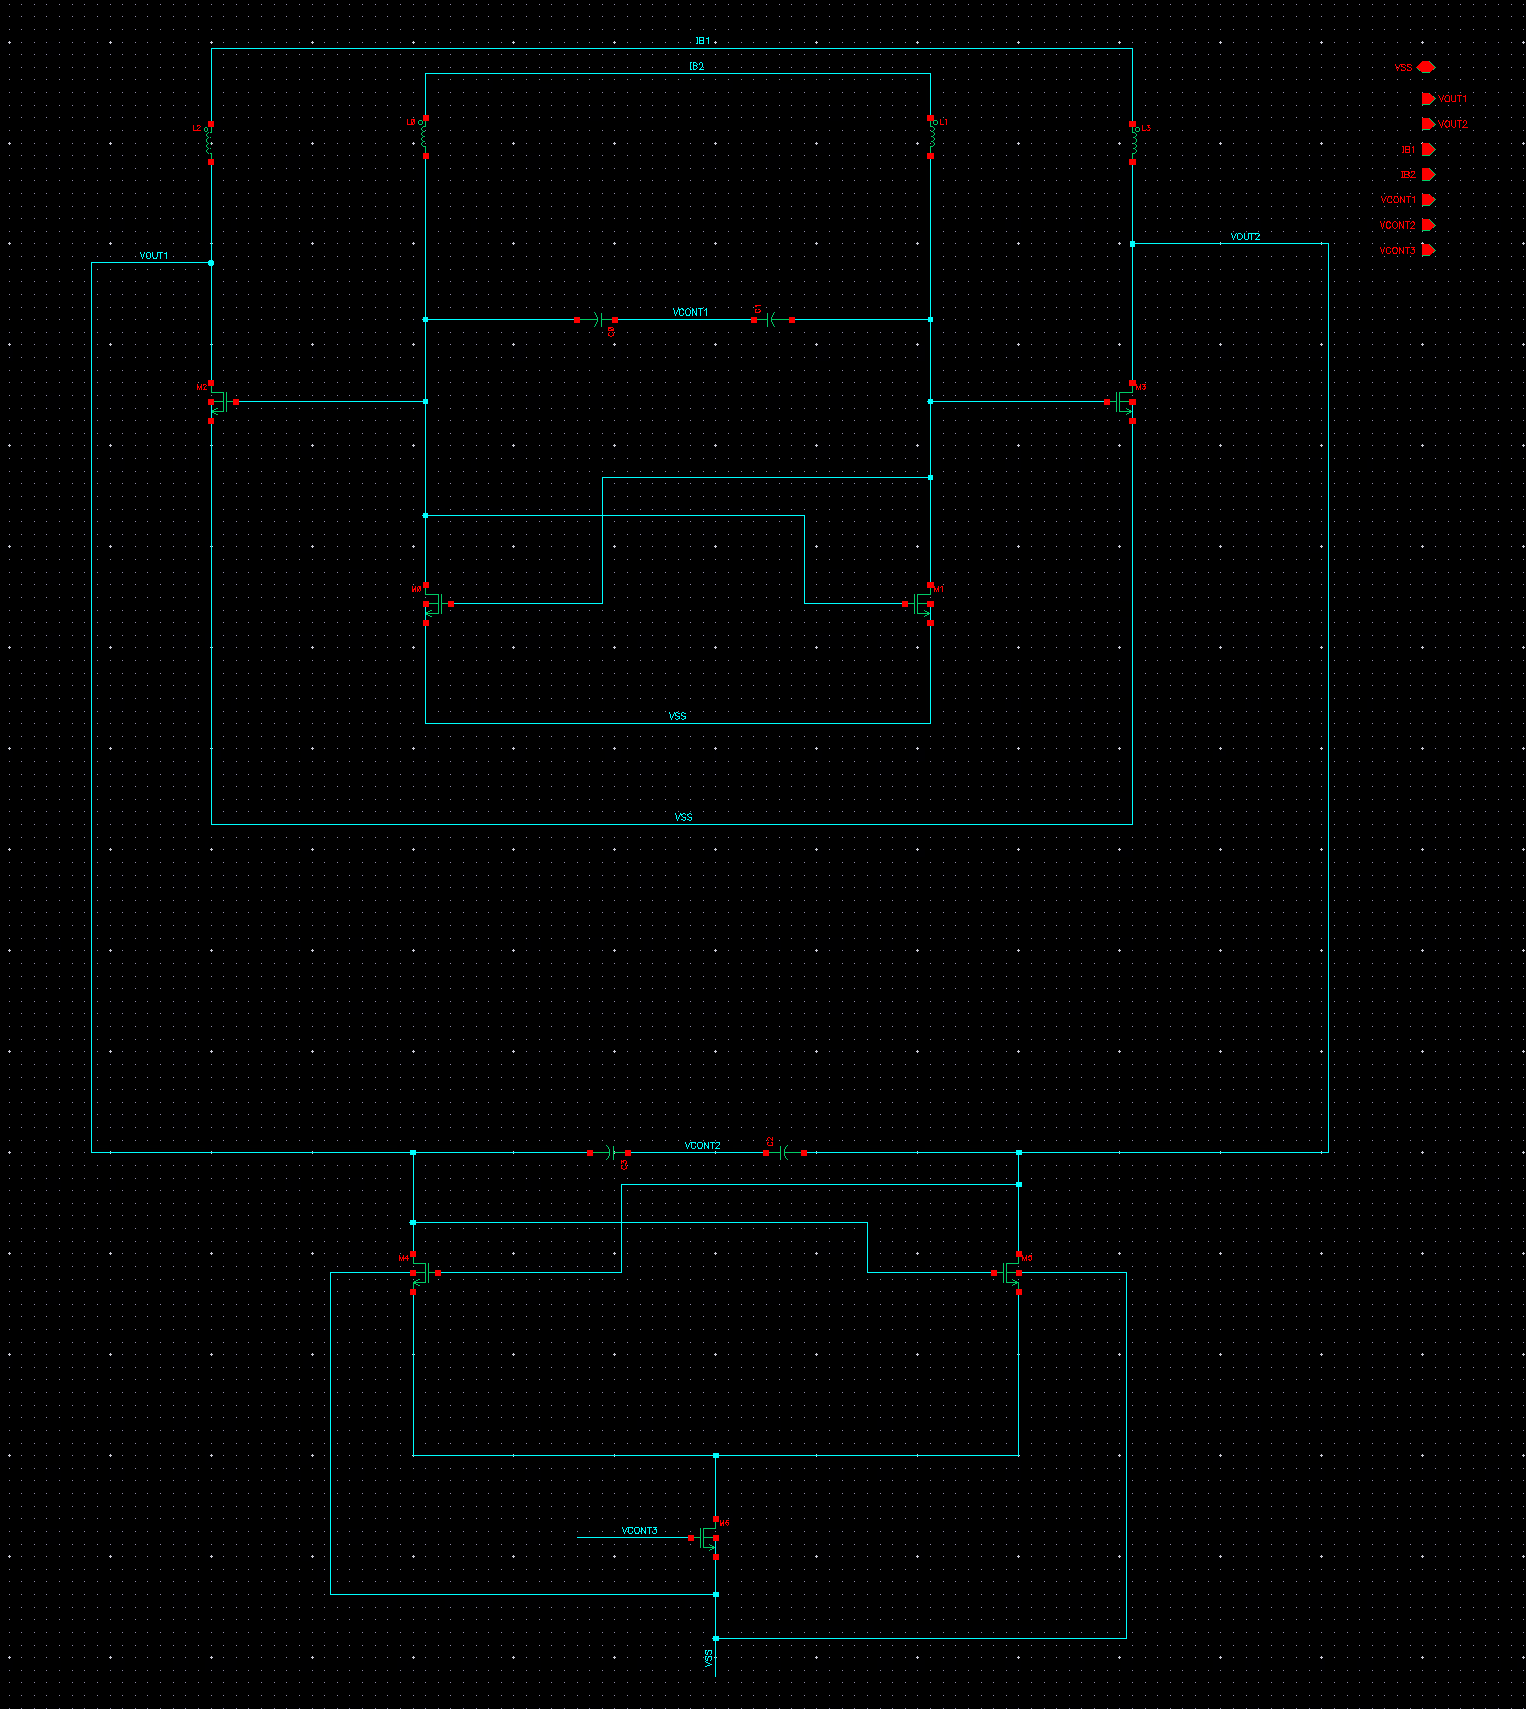 IB1
IB2
VSS
VOUT1
L2
L0
L1
L3
VOUT2
IB1
IB2
VCONT1
VCONT2
VOUT2
VCONT3
VOUT1
C1
VCONT1
C0
M2
M3
M0
M1
VSS
VSS
C2
VCONT2
C3
M4
M5
M6
VCONT3
VSS